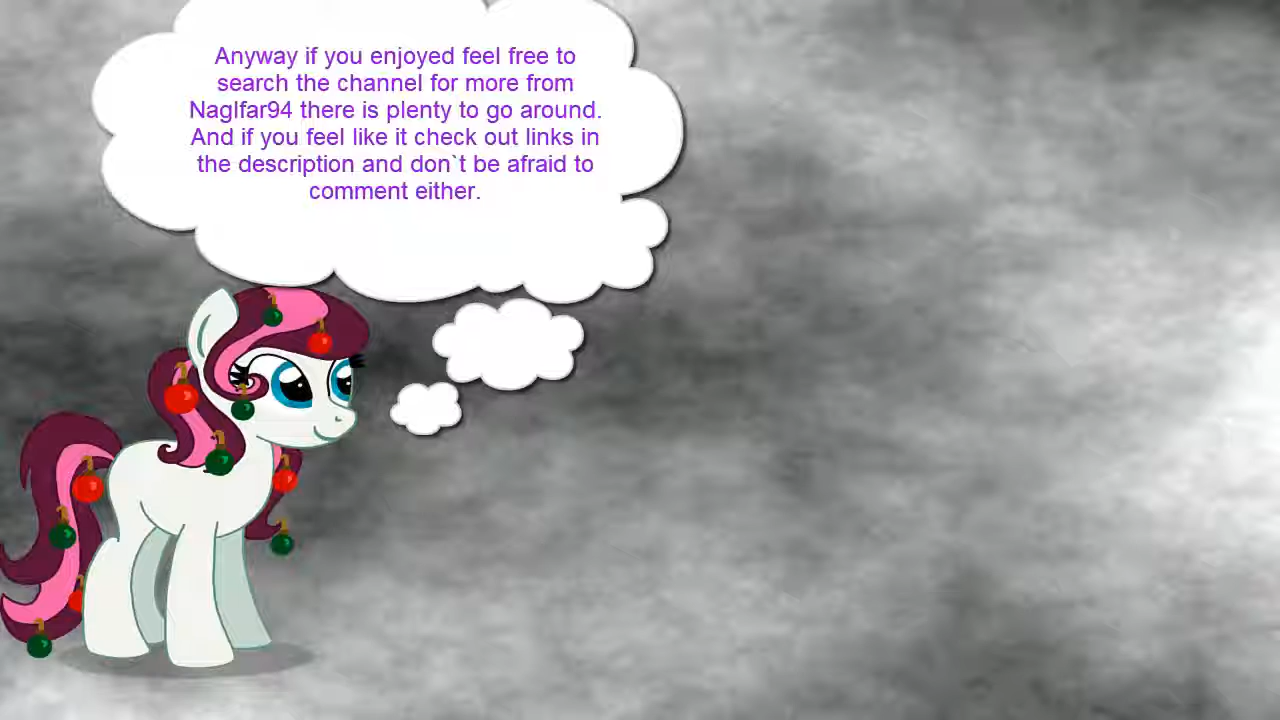 Anyway if you enjoyed feel free to
search the channel for more from
Naglfar94 there is plenty to go around.
And if you feel like it check out links in
the description and don`t be afraid to
comment either.